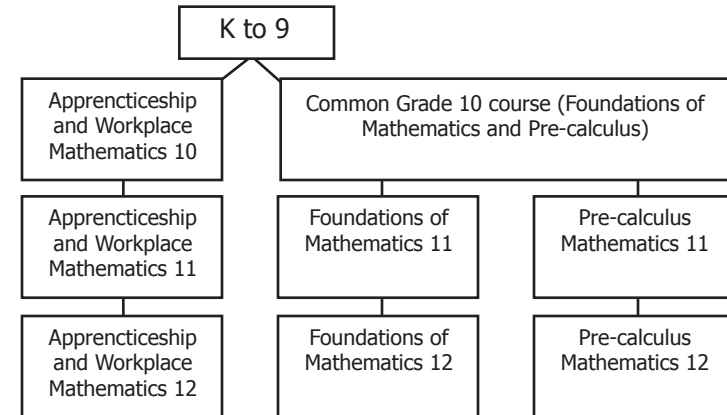 K to 9
Apprencticeship
and Workplace
Mathematics 10
Common Grade 10 course (Foundations of
Mathematics and Pre-calculus)
Apprencticeship
and Workplace
Mathematics 11
Foundations of
Mathematics 11
Pre-calculus
Mathematics 11
Apprencticeship
and Workplace
Mathematics 12
Foundations of
Mathematics 12
Pre-calculus
Mathematics 12